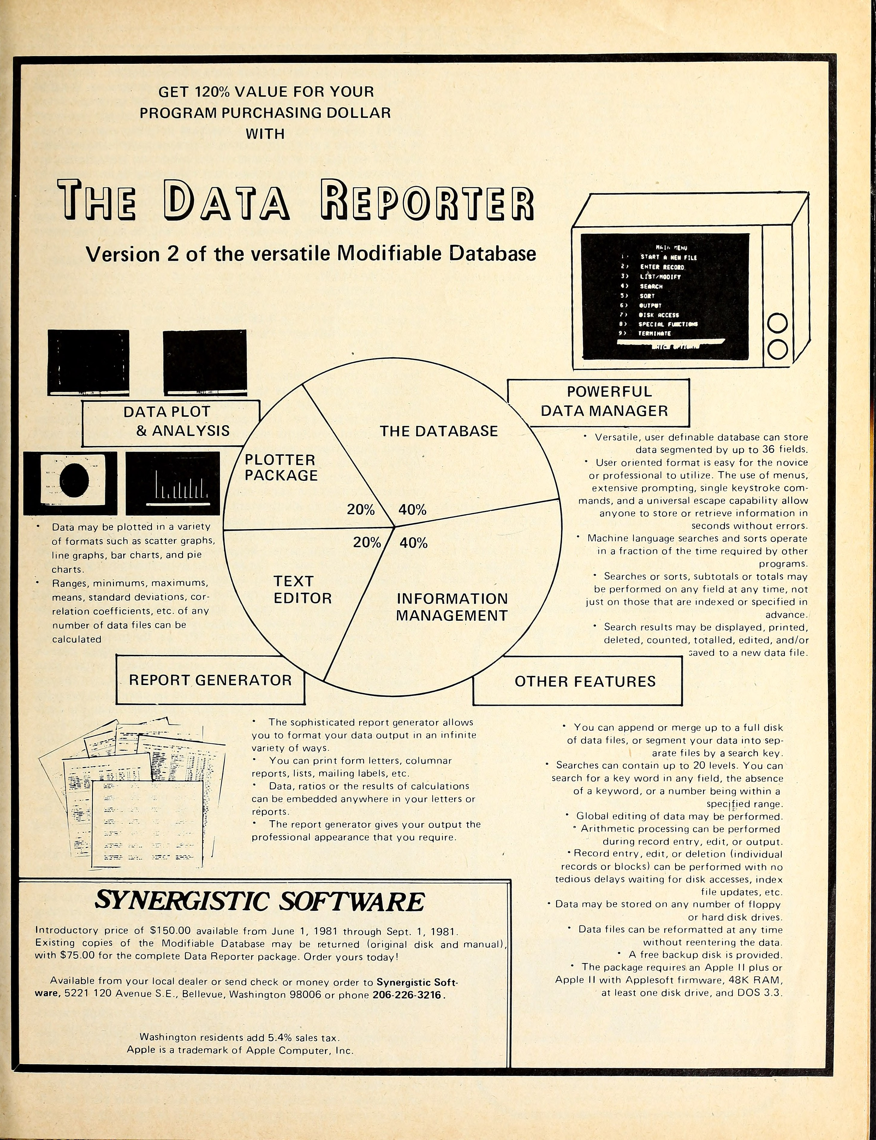 GET 120% VALUE FOR YOUR
PROGRAM PURCHASING DOLLAR
WITH
THE DATA REPORTER
Version 2 of the versatile Modifiable Database
MAIN MENU
1) START A NEW FILE
2) ENTER RECORD
3) LIST/MODIFY
4) SEARCH
5) SORT
6) OUTPUT
7) DISK ACCESS
8) SPECIAL FUNCTIONS
9) TERMINATE
DATA PLOT
& ANALYSIS
POWERFUL
DATA MANAGER
THE DATABASE
40%
PLOTTER
PACKAGE
20%
20%
TEXT
EDITOR
40%
INFORMATION
MANAGEMENT
• Data may be plotted in a variety
of formats such as scatter graphs,
line graphs, bar charts, and pie
charts.
• Ranges, minimums, maximums,
means, standard deviations, cor-
relation coefficients, etc. of any
number of data files can be
calculated
• Versatile, user definable database can store
data segmented by up to 36 fields.
• User oriented format is easy for the novice
or professional to utilize. The use of menus,
extensive prompting, single keystroke com-
mands, and a universal escape capability allow
anyone to store or retrieve information in
seconds without errors.
• Machine language searches and sorts operate
in a fraction of the time required by other
programs.
• Searches or sorts, subtotals or totals may
be performed on any field at any time, not
just on those that are indexed or specified in
advance.
• Search results may be displayed, printed,
deleted, counted, totalled, edited, and/or
saved to a new data file.
REPORT GENERATOR
OTHER FEATURES
• The sophisticated report generator allows
you to format your data output in an infinite
variety of ways.
• You can print form letters, columnar
reports, lists, mailing labels, etc.
• Data, ratios or the results of calculations
can be embedded anywhere in your letters or
reports.
• The report generator gives your output the
professional appearance that you require.
• You can append or merge up to a full disk
of data files, or segment your data into sep-
arate files by a search key.
• Searches can contain up to 20 levels. You can
search for a key word in any field, the absence
of a keyword, or a number being within a
specified range.
• Global editing of data may be performed.
• Arithmetic processing can be performed
during record entry, edit, or output.
• Record entry, edit, or deletion (individual
records or blocks) can be performed with no
tedious delays waiting for disk accesses, index
file updates, etc.
• Data may be stored on any number of floppy
or hard disk drives.
• Data files can be reformatted at any time
without reentering the data.
• A free backup disk is provided.
• The package requires an Apple II plus or
Apple II with Applesoft firmware, 48K RAM,
at least one disk drive, and DOS 3.3.
SYNERGISTIC SOFTWARE
Introductory price of $150.00 available from June 1, 1981 through Sept. 1, 1981.
Existing copies of the Modifiable Database may be returned (original disk and manual),
with $75.00 for the complete Data Reporter package. Order yours today!
Available from your local dealer or send check or money order to Synergistic Soft-
ware, 5221 120 Avenue S.E., Bellevue, Washington 98006 or phone 206-226-3216.
Washington residents add 5.4% sales tax.
Apple is a trademark of Apple Computer, Inc.